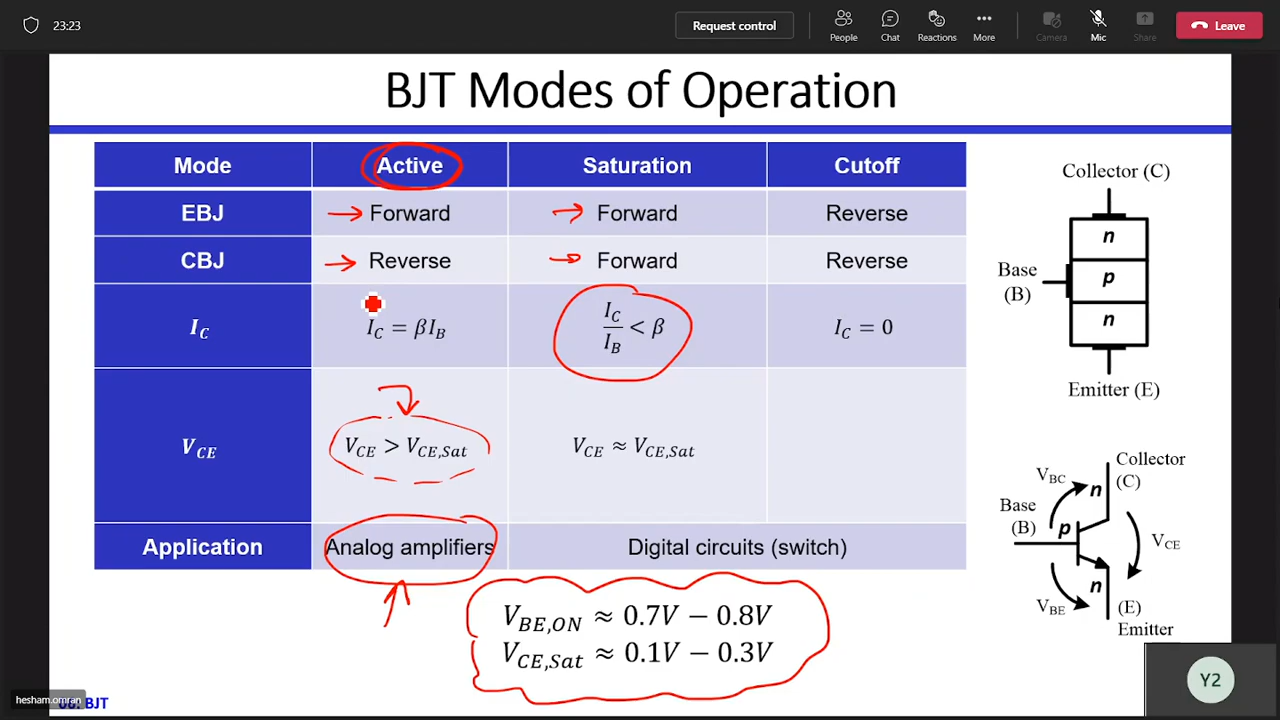 23:23
Request control
People
Chat
Reactions
More
Camera
Mic
Share
Leave
BJT Modes of Operation
Mode Active Saturation Cutoff
EBJ Forward Forward Reverse
CBJ Reverse Forward Reverse
I_C I_C = βI_B I_C/I_B < β I_C = 0
V_CE V_CE > V_CE,Sat V_CE ≈ V_CE,Sat
Application Analog amplifiers Digital circuits (switch)
V_BE,ON ≈ 0.7V − 0.8V
V_CE,Sat ≈ 0.1V − 0.3V
Collector (C)
n
Base
(B)
p
n
Emitter (E)
Collector
(C)
V_BC
n
Base
(B)
p
V_CE
n
V_BE
(E)
Emitter
Y2
hesham.omran
BJT